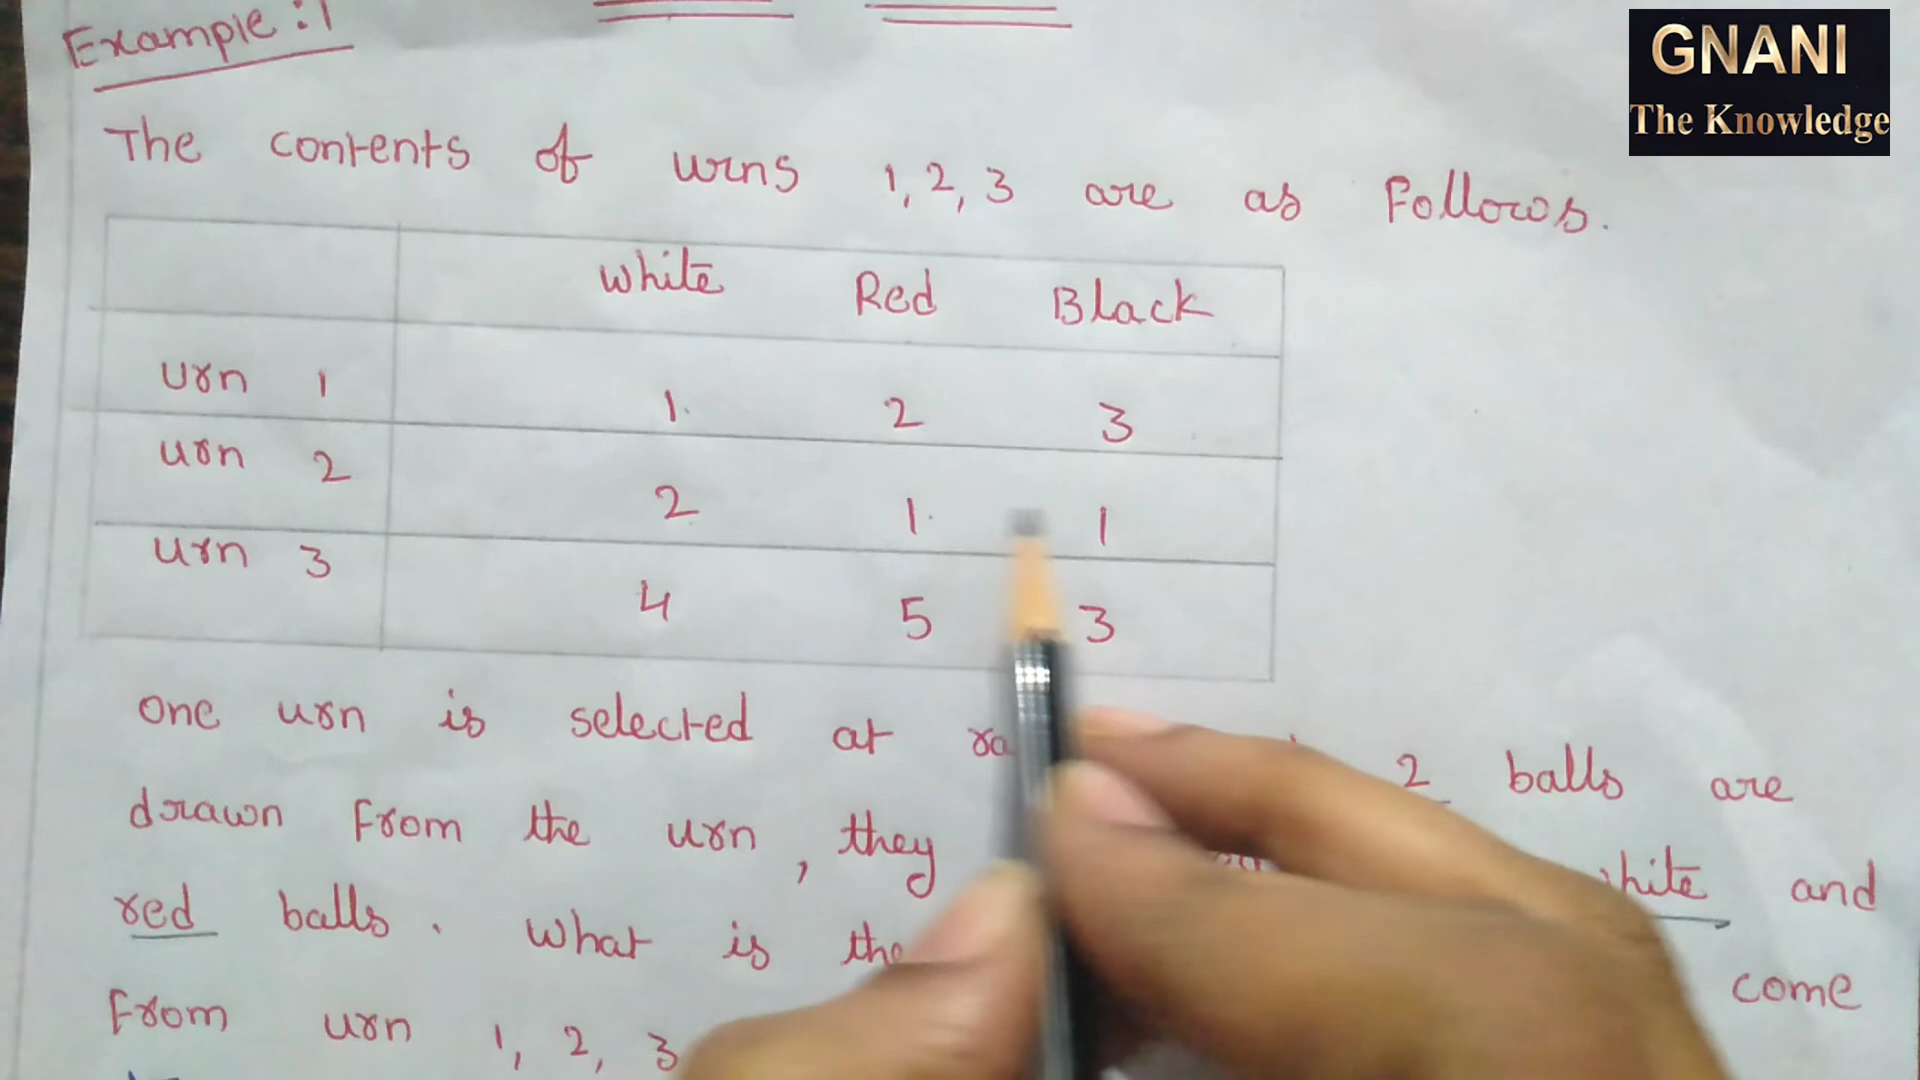 Example : 1
GNANI
The Knowledge
The contents of urns 1, 2, 3 are as Follows.
White Red Black
urn 1 1 2 3
urn 2 2 1 1
urn 3 4 5 3
one urn is selected at 2 balls are
drawn From the urn, they white and
red balls. What is the come
From urn 1, 2, 3